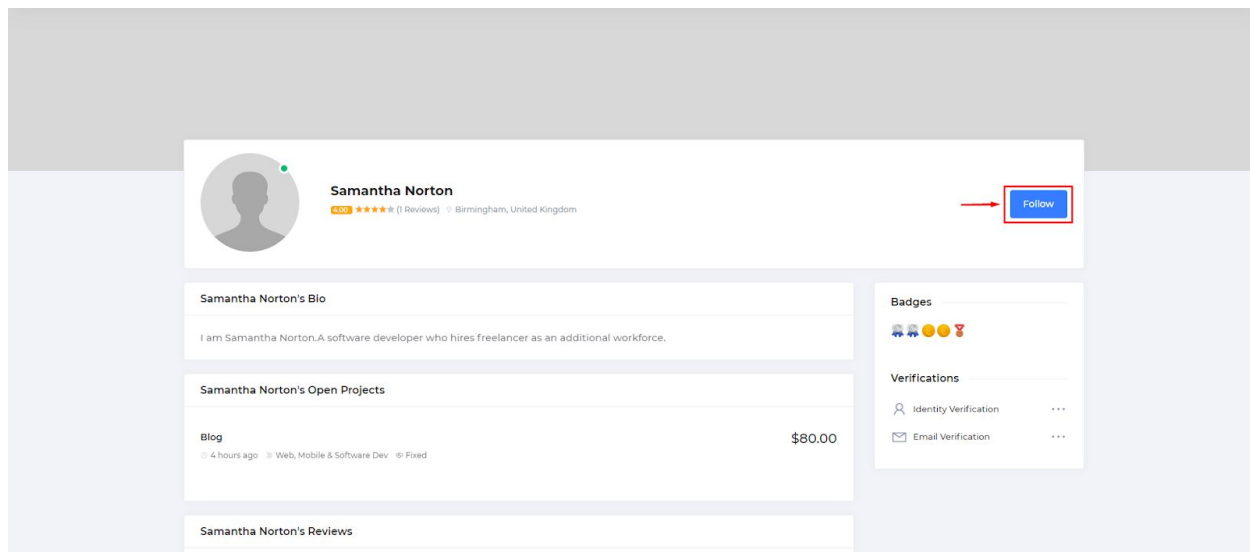 Samantha Norton
4.00 (1 Reviews) Birmingham, United Kingdom
Follow
Samantha Norton's Bio
I am Samantha Norton.A software developer who hires freelancer as an additional workforce.
Samantha Norton's Open Projects
Blog
$80.00
4 hours ago Web, Mobile & Software Dev Fixed
Samantha Norton's Reviews
Badges
Verifications
Identity Verification ...
Email Verification ...